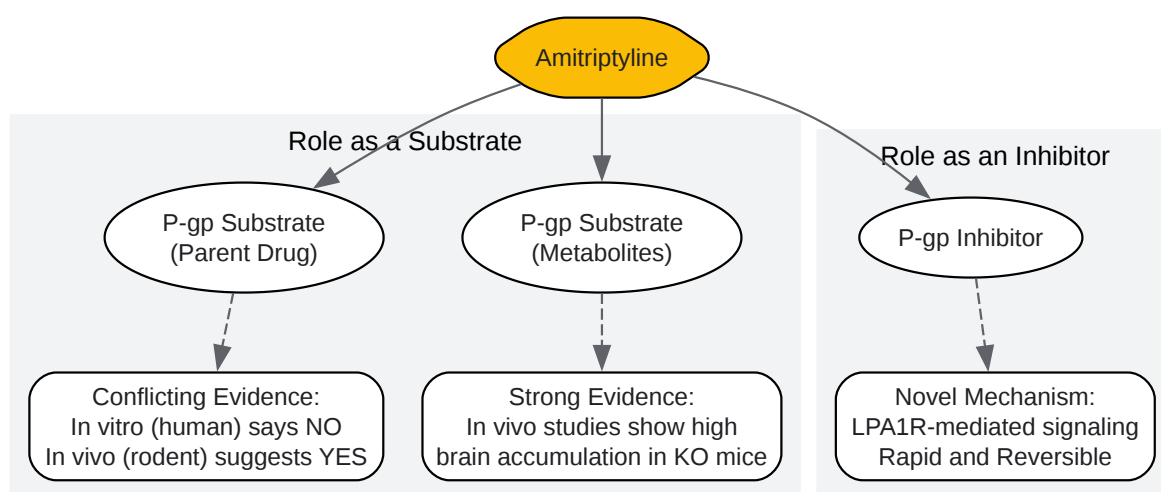 Amitriptyline
Role as a Substrate
Role as an Inhibitor
P-gp Substrate
(Parent Drug)
P-gp Substrate
(Metabolites)
P-gp Inhibitor
Conflicting Evidence:
In vitro (human) says NO
In vivo (rodent) suggests YES
Strong Evidence:
In vivo studies show high
brain accumulation in KO mice
Novel Mechanism:
LPA1R-mediated signaling
Rapid and Reversible